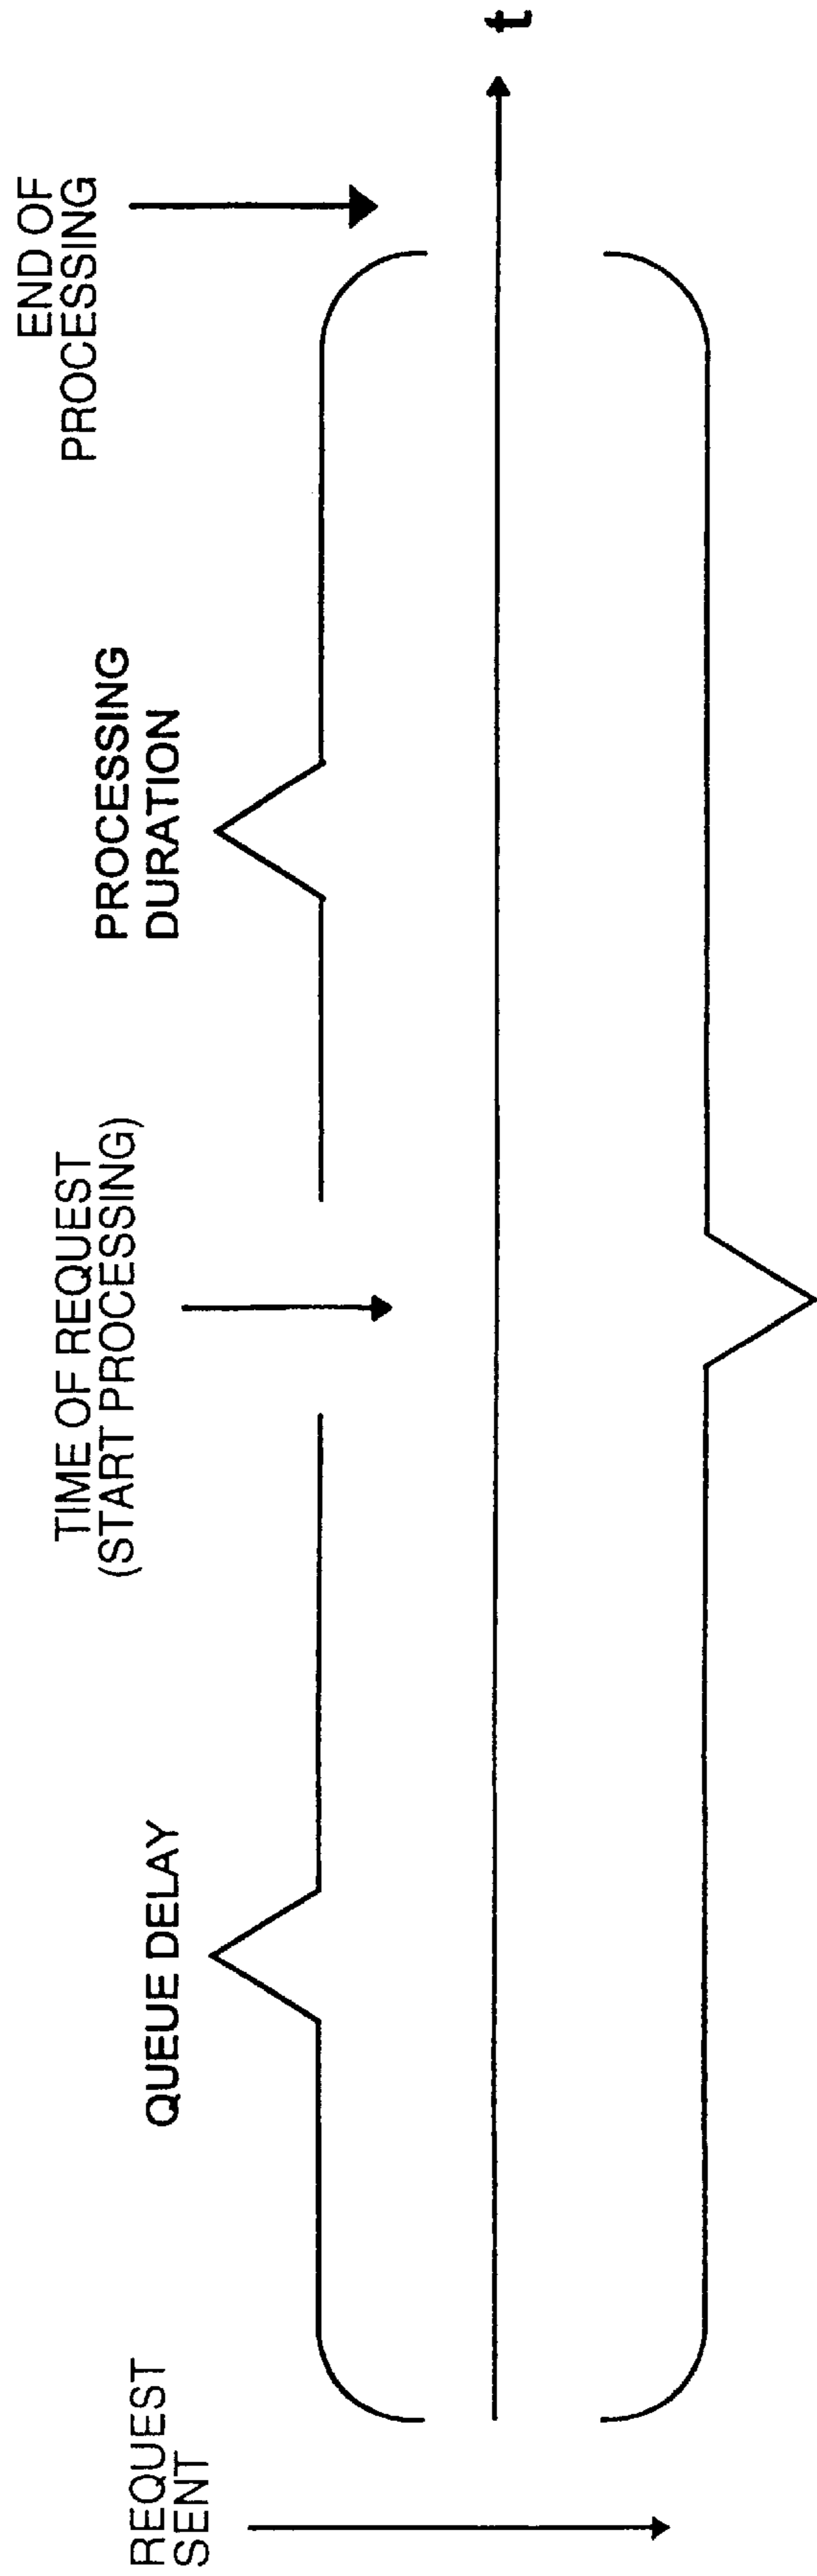 REQUEST
SENT
QUEUE DELAY
TIME OF REQUEST
(START PROCESSING)
PROCESSING
DURATION
END OF
PROCESSING
t